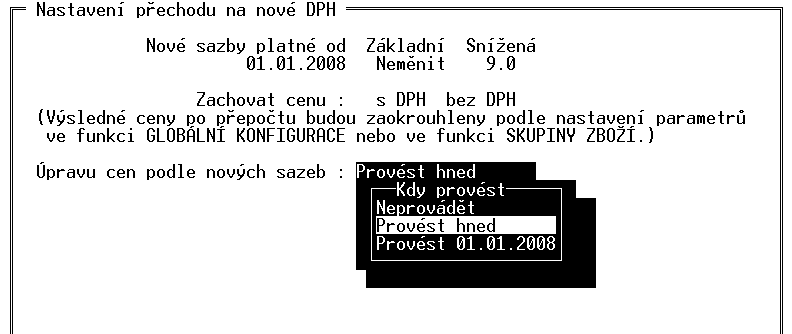 Nastavení přechodu na nové DPH
Nové sazby platné od Základní Snížená
01.01.2008 Neměnit 9.0
Zachovat cenu : s DPH bez DPH
(Výsledné ceny po přepočtu budou zaokrouhleny podle nastavení parametrů
ve funkci GLOBÁLNÍ KONFIGURACE nebo ve funkci SKUPINY ZBOŽÍ.)
Úpravu cen podle nových sazeb : Provést hned
Kdy provést
Neprovádět
Provést hned
Provést 01.01.2008